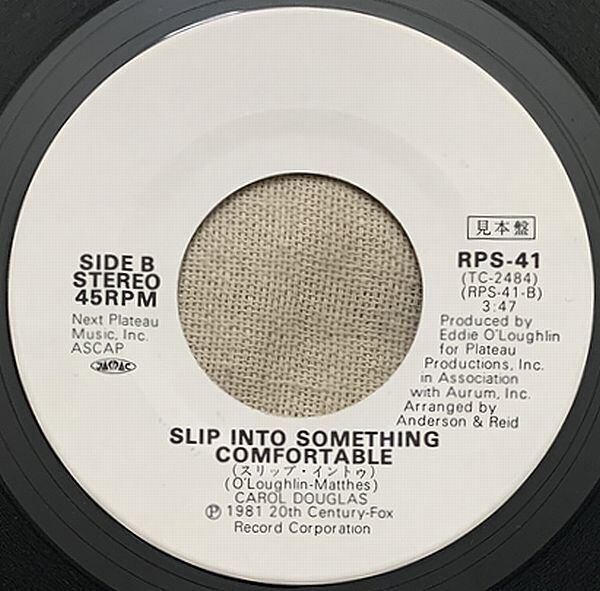 SIDE B
STEREO
45RPM
Next Plateau
Music, Inc.
ASCAP
JASRAC
見本盤
RPS-41
(TC-2484)
(RPS-41-B)
3:47
Produced by
Eddie O'Loughlin
for Plateau
Productions, Inc.
in Association
with Aurum, Inc.
Arranged by
Anderson & Reid
SLIP INTO SOMETHING
COMFORTABLE
(スリップ・イントゥ)
(O'Loughlin-Matthes)
CAROL DOUGLAS
Ⓟ 1981 20th Century-Fox
Record Corporation